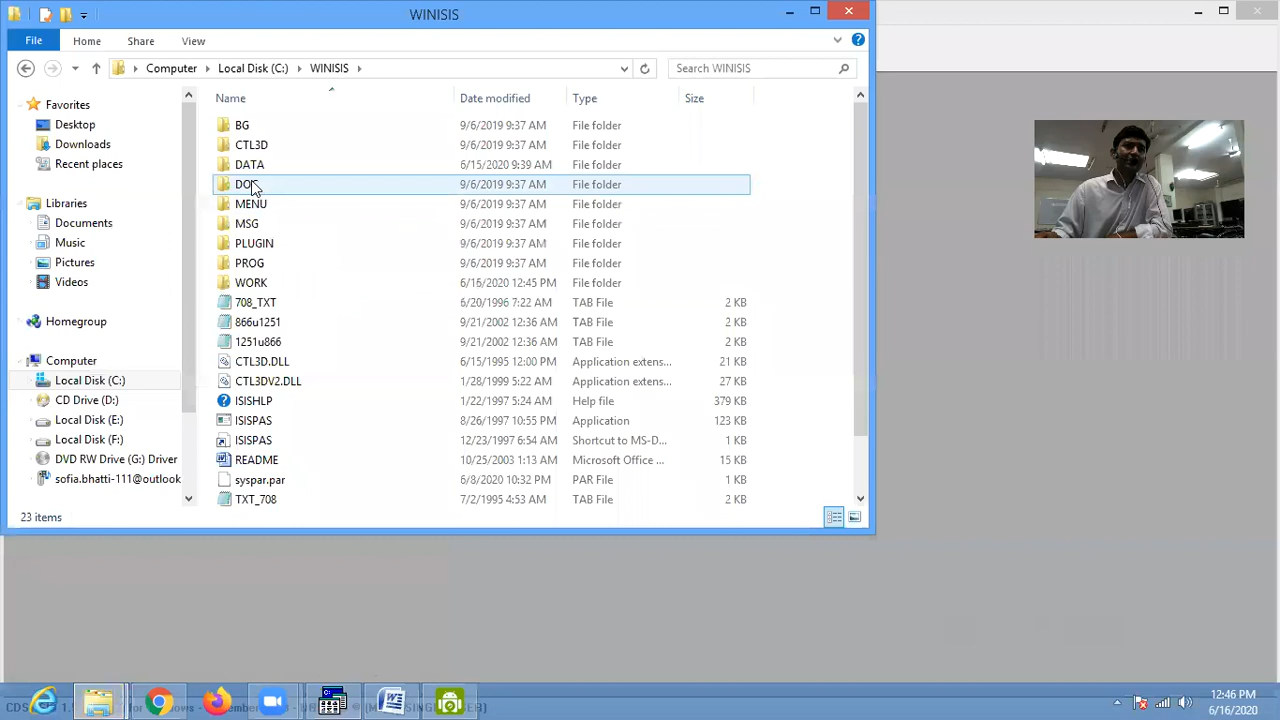 WINISIS
File Home Share View
Computer Local Disk (C:) WINISIS
Search WINISIS
Name Date modified Type Size
Favorites
Desktop
Downloads
Recent places
Libraries
Documents
Music
Pictures
Videos
Homegroup
Computer
Local Disk (C:)
CD Drive (D:)
Local Disk (E:)
Local Disk (F:)
DVD RW Drive (G:) Driver
sofia.bhatti-111@outlook
BG 9/6/2019 9:37 AM File folder
CTL3D 9/6/2019 9:37 AM File folder
DATA 6/15/2020 9:39 AM File folder
DOC 9/6/2019 9:37 AM File folder
MENU 9/6/2019 9:37 AM File folder
MSG 9/6/2019 9:37 AM File folder
PLUGIN 9/6/2019 9:37 AM File folder
PROG 9/6/2019 9:37 AM File folder
WORK 6/16/2020 12:45 PM File folder
708_TXT 6/20/1996 7:22 AM TAB File 2 KB
866u1251 9/21/2002 12:36 AM TAB File 2 KB
1251u866 9/21/2002 12:36 AM TAB File 2 KB
CTL3D.DLL 6/15/1995 12:00 PM Application extens... 21 KB
CTL3DV2.DLL 1/28/1999 5:22 AM Application extens... 27 KB
ISISHLP 1/22/1997 5:24 AM Help file 379 KB
ISISPAS 8/26/1997 10:55 PM Application 123 KB
ISISPAS 12/23/1997 6:54 AM Shortcut to MS-D... 1 KB
README 10/25/2003 1:13 AM Microsoft Office ... 15 KB
syspar.par 6/8/2020 10:32 PM PAR File 1 KB
TXT_708 7/2/1995 4:53 AM TAB File 2 KB
23 items
12:46 PM
6/16/2020